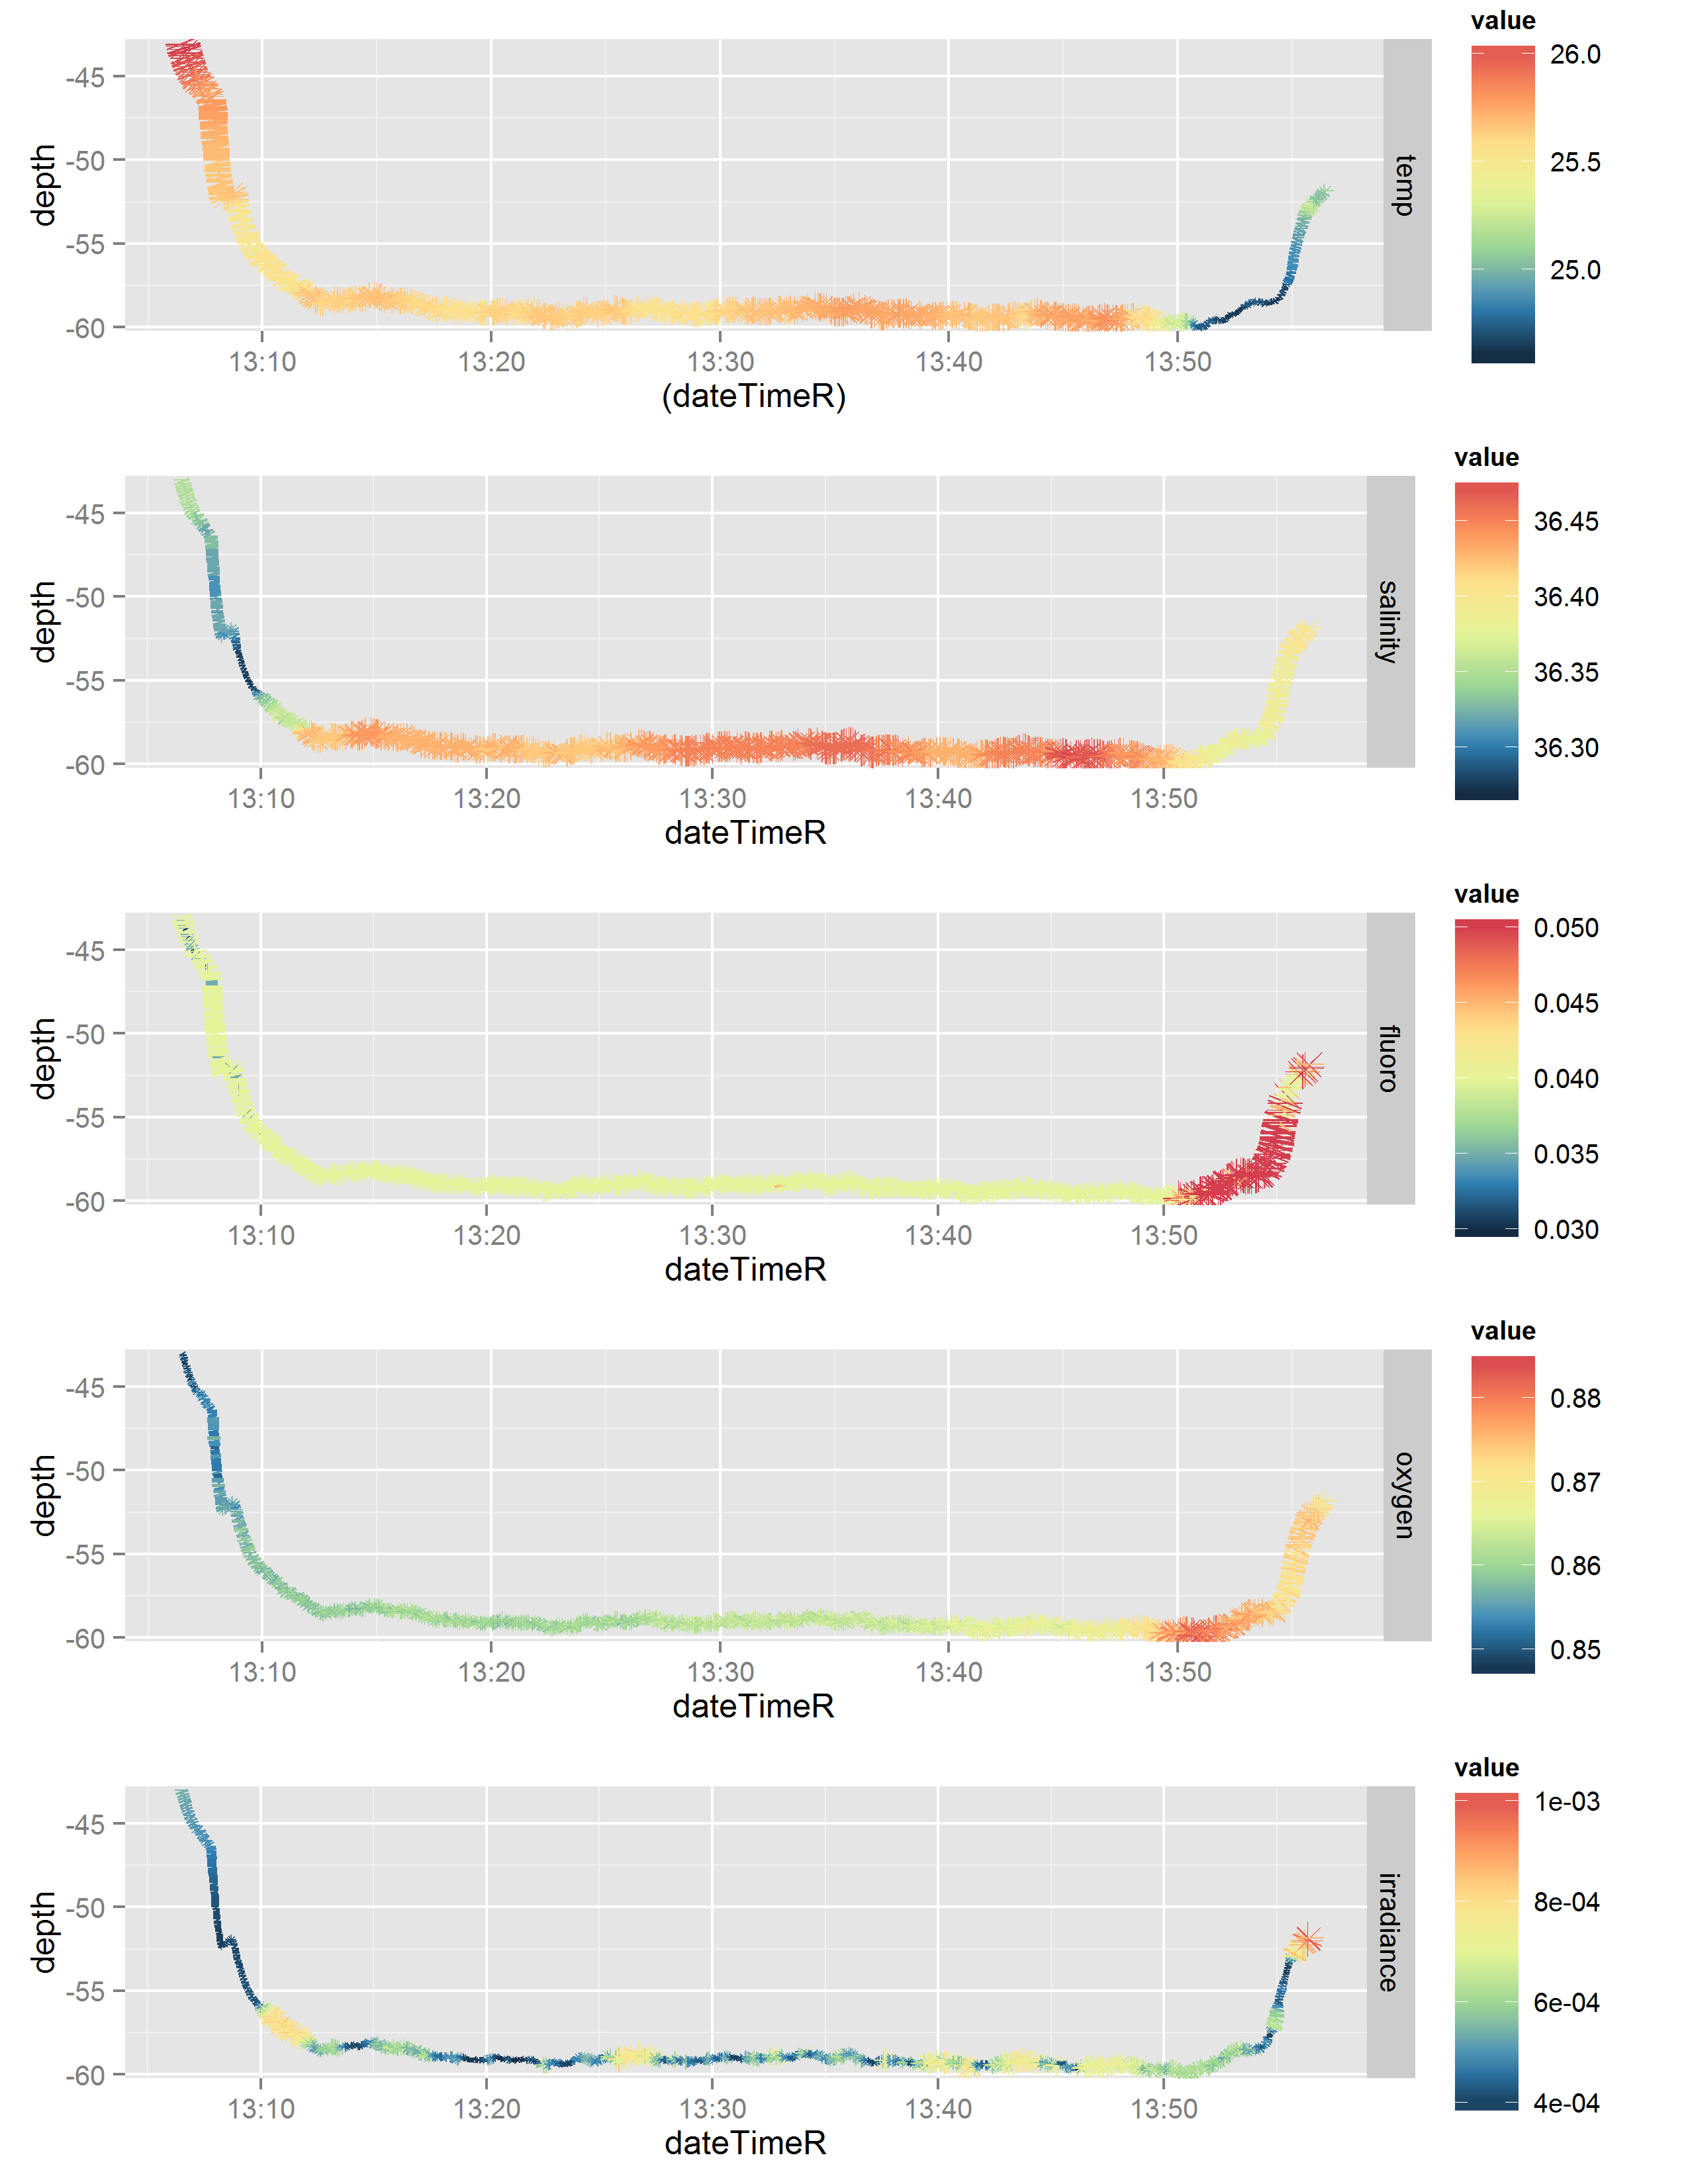 value
-45
-50
-55
-60
depth
temp
26.0
25.5
25.0
13:10 13:20 13:30 13:40 13:50
(dateTimeR)
value
-45
-50
-55
-60
depth
salinity
36.45
36.40
36.35
36.30
13:10 13:20 13:30 13:40 13:50
dateTimeR
value
-45
-50
-55
-60
depth
fluoro
0.050
0.045
0.040
0.035
0.030
13:10 13:20 13:30 13:40 13:50
dateTimeR
value
-45
-50
-55
-60
depth
oxygen
0.88
0.87
0.86
0.85
13:10 13:20 13:30 13:40 13:50
dateTimeR
value
-45
-50
-55
-60
depth
irradiance
1e-03
8e-04
6e-04
4e-04
13:10 13:20 13:30 13:40 13:50
dateTimeR